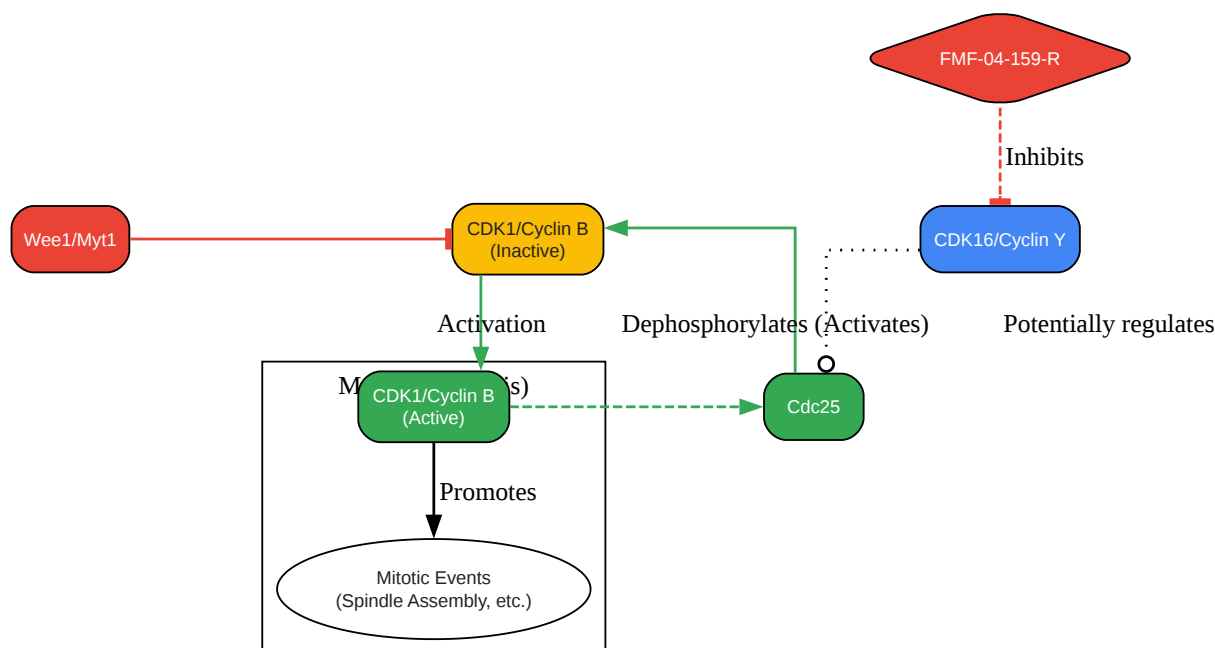 FMF-04-159-R
Inhibits
Wee1/Myt1
CDK1/Cyclin B
(Inactive)
CDK16/Cyclin Y
Activation
Dephosphorylates (Activates)
Potentially regulates
CDK1/Cyclin B
(Active)
Cdc25
Promotes
Mitotic Events
(Spindle Assembly, etc.)